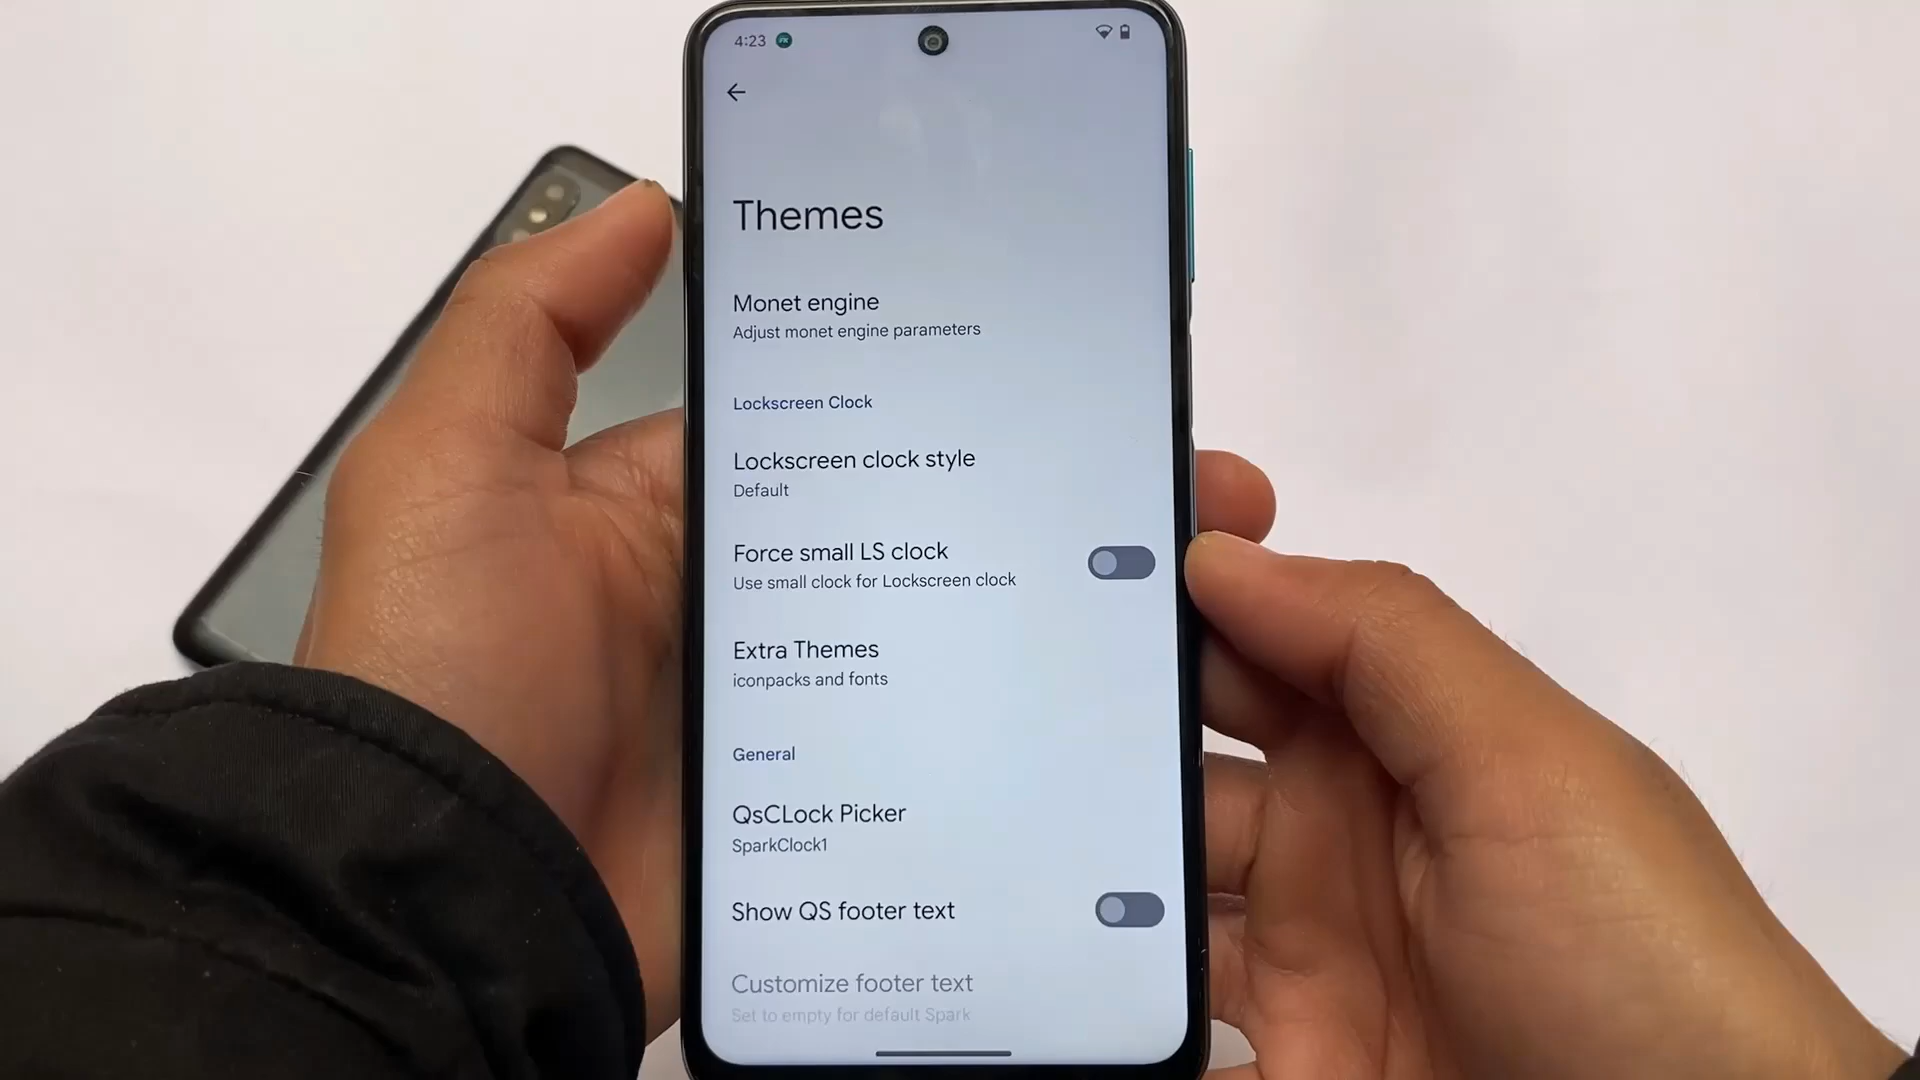 4:23
Themes
Monet engine
Adjust monet engine parameters
Lockscreen Clock
Lockscreen clock style
Default
Force small LS clock
Use small clock for Lockscreen clock
Extra Themes
iconpacks and fonts
General
QsCLock Picker
SparkClock1
Show QS footer text
Customize footer text
Set to empty for default Spark